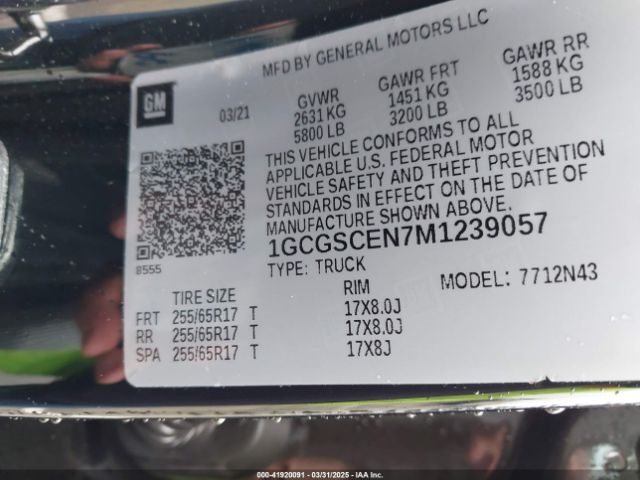 MFD BY GENERAL MOTORS LLC
GM
03/21
GVWR GAWR FRT GAWR RR
2631 KG 1451 KG 1588 KG
5800 LB 3200 LB 3500 LB
THIS VEHICLE CONFORMS TO ALL
APPLICABLE U.S. FEDERAL MOTOR
VEHICLE SAFETY AND THEFT PREVENTION
STANDARDS IN EFFECT ON THE DATE OF
MANUFACTURE SHOWN ABOVE.
1GCGSCEN7M1239057
8555
TYPE: TRUCK MODEL: 7712N43
TIRE SIZE RIM
FRT 255/65R17 T 17X8.0J
RR 255/65R17 T 17X8.0J
SPA 255/65R17 T 17X8J
000-41920091 - 03/31/2025 - IAA Inc.